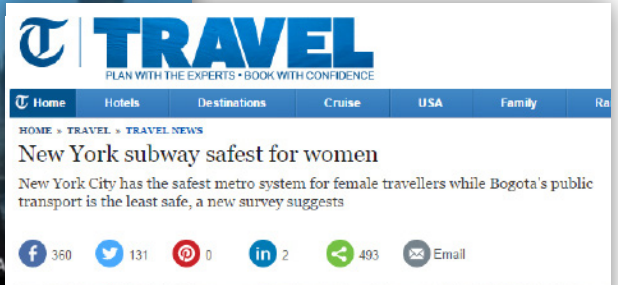 T TRAVEL
PLAN WITH THE EXPERTS • BOOK WITH CONFIDENCE
T Home Hotels Destinations Cruise USA Family Ra
HOME » TRAVEL » TRAVEL NEWS
New York subway safest for women
New York City has the safest metro system for female travellers while Bogota's public
transport is the least safe, a new survey suggests
f 360 131 0 in 2 493 Email